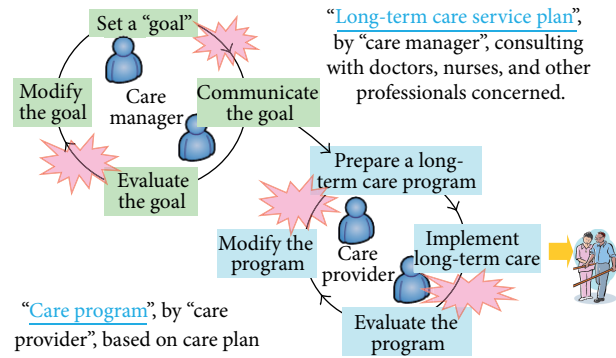 Set a “goal”
Modify
the goal
Care
manager
Communicate
the goal
Evaluate
the goal
“Long-term care service plan”,
by “care manager”, consulting
with doctors, nurses, and other
professionals concerned.
Prepare a long-
term care program
Modify the
program
Care
provider
Implement
long-term care
Evaluate the
program
“Care program”, by “care
provider”, based on care plan